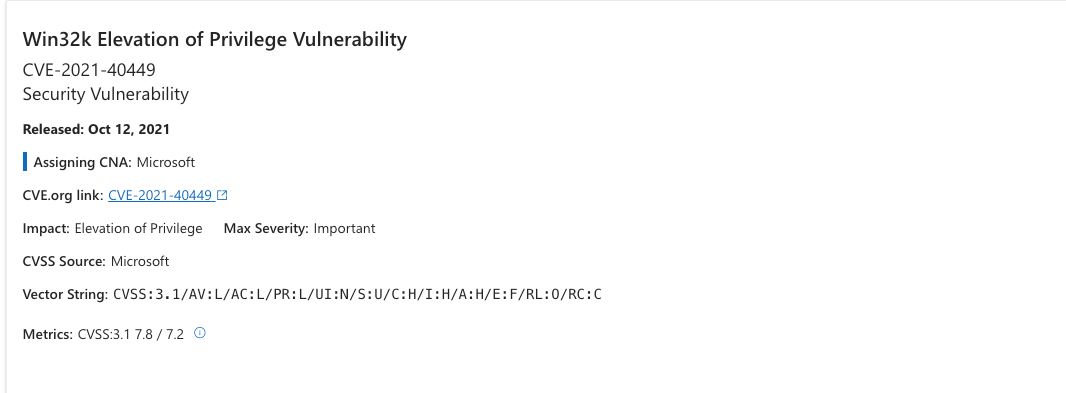 Win32k Elevation of Privilege Vulnerability
CVE-2021-40449
Security Vulnerability
Released: Oct 12, 2021
Assigning CNA: Microsoft
CVE.org link: CVE-2021-40449
Impact: Elevation of Privilege Max Severity: Important
CVSS Source: Microsoft
Vector String: CVSS:3.1/AV:L/AC:L/PR:L/UI:N/S:U/C:H/I:H/A:H/E:F/RL:O/RC:C
Metrics: CVSS:3.1 7.8 / 7.2